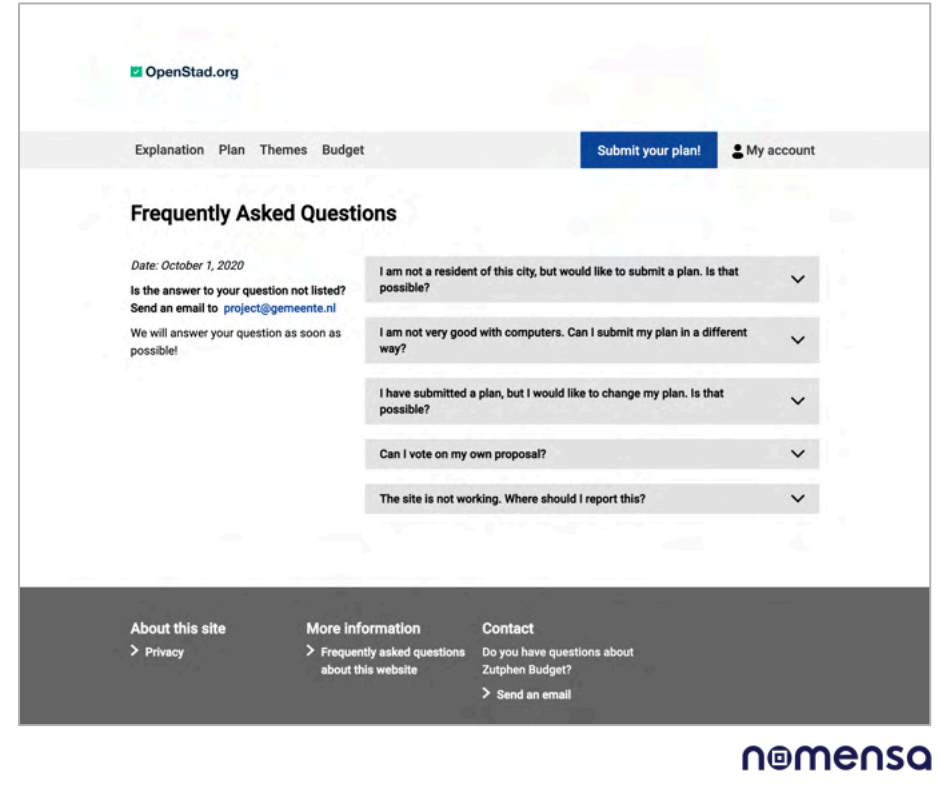 OpenStad.org
Explanation Plan Themes Budget
Submit your plan!
My account
Frequently Asked Questions
Date: October 1, 2020
Is the answer to your question not listed?
Send an email to project@gemeente.nl
We will answer your question as soon as
possible!
I am not a resident of this city, but would like to submit a plan. Is that
possible?
I am not very good with computers. Can I submit my plan in a different
way?
I have submitted a plan, but I would like to change my plan. Is that
possible?
Can I vote on my own proposal?
The site is not working. Where should I report this?
About this site
Privacy
More information
Frequently asked questions
about this website
Contact
Do you have questions about
Zutphen Budget?
Send an email
nomensa